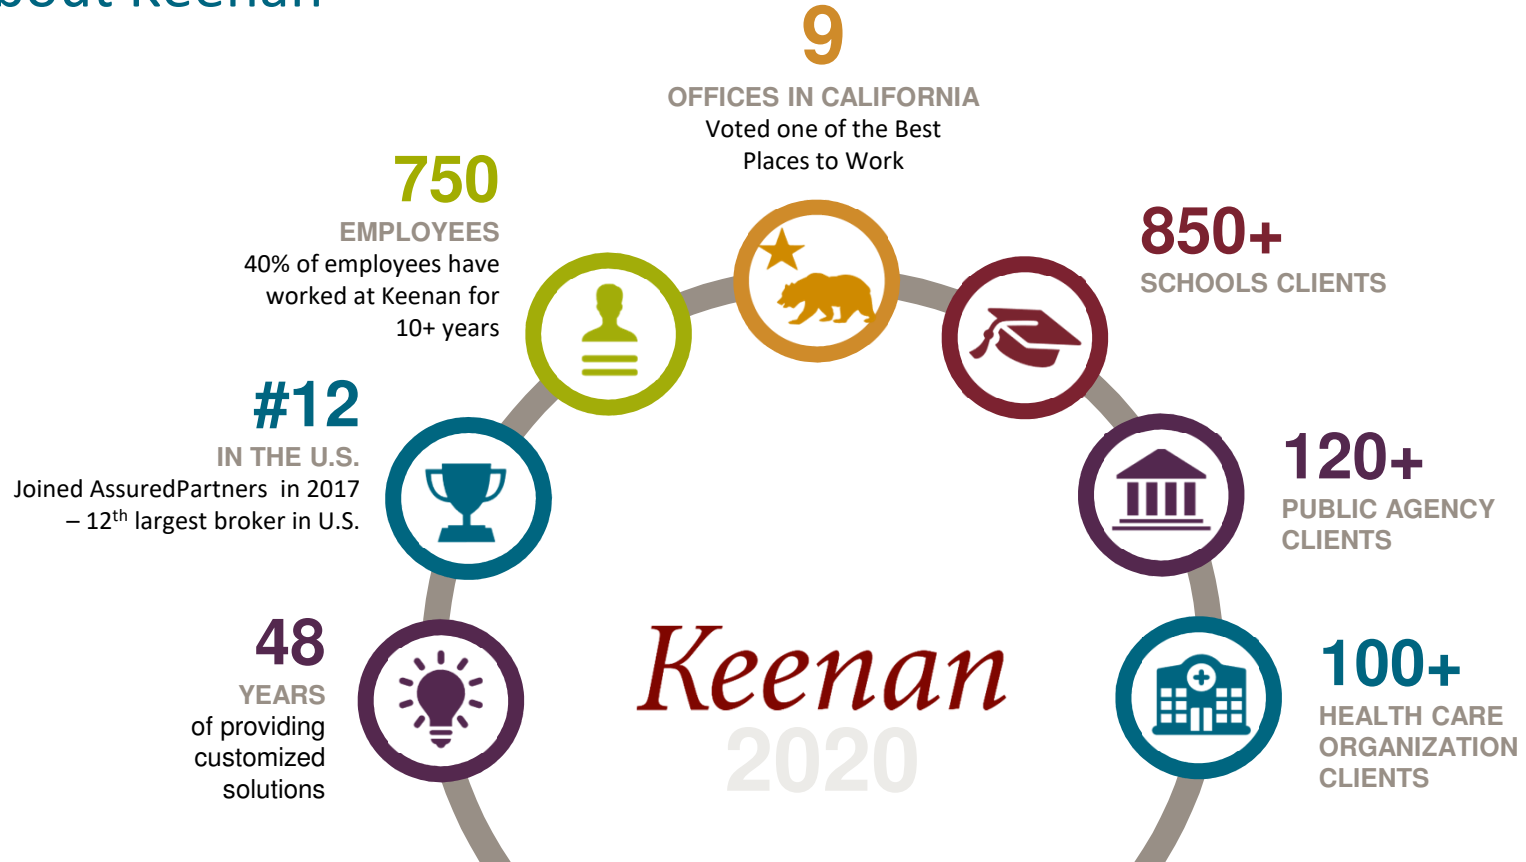 About Keenan
9
OFFICES IN CALIFORNIA
Voted one of the Best
Places to Work
750
EMPLOYEES
40% of employees have
worked at Keenan for
10+ years
850+
SCHOOLS CLIENTS
#12
IN THE U.S.
Joined AssuredPartners in 2017
– 12th largest broker in U.S.
120+
PUBLIC AGENCY
CLIENTS
48
YEARS
of providing
customized
solutions
Keenan
2020
100+
HEALTH CARE
ORGANIZATION
CLIENTS